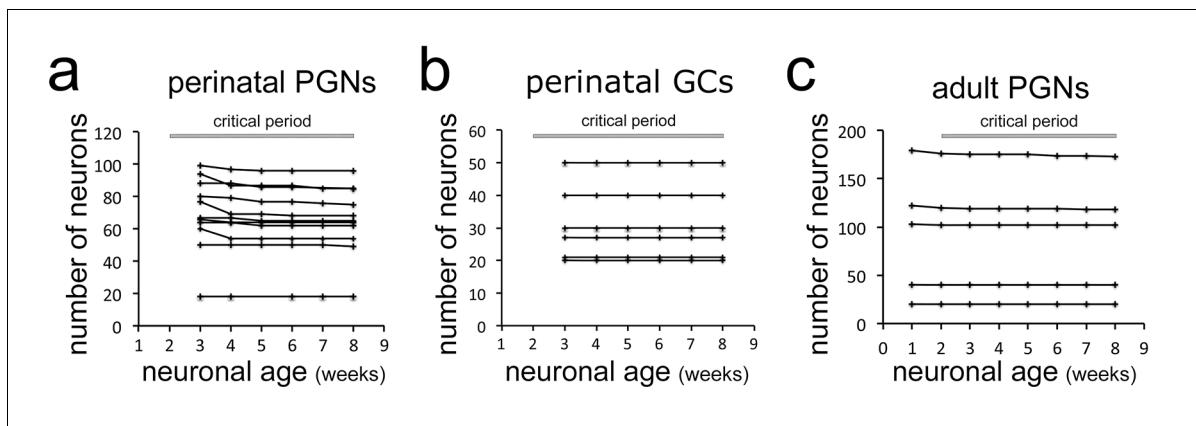 a
perinatal PGNs
critical period
number of neurons
120
100
80
60
40
20
0
1 2 3 4 5 6 7 8 9
neuronal age (weeks)
b
perinatal GCs
critical period
number of neurons
60
50
40
30
20
10
0
1 2 3 4 5 6 7 8 9
neuronal age (weeks)
c
adult PGNs
critical period
number of neurons
200
150
100
50
0
0 1 2 3 4 5 6 7 8 9
neuronal age (weeks)